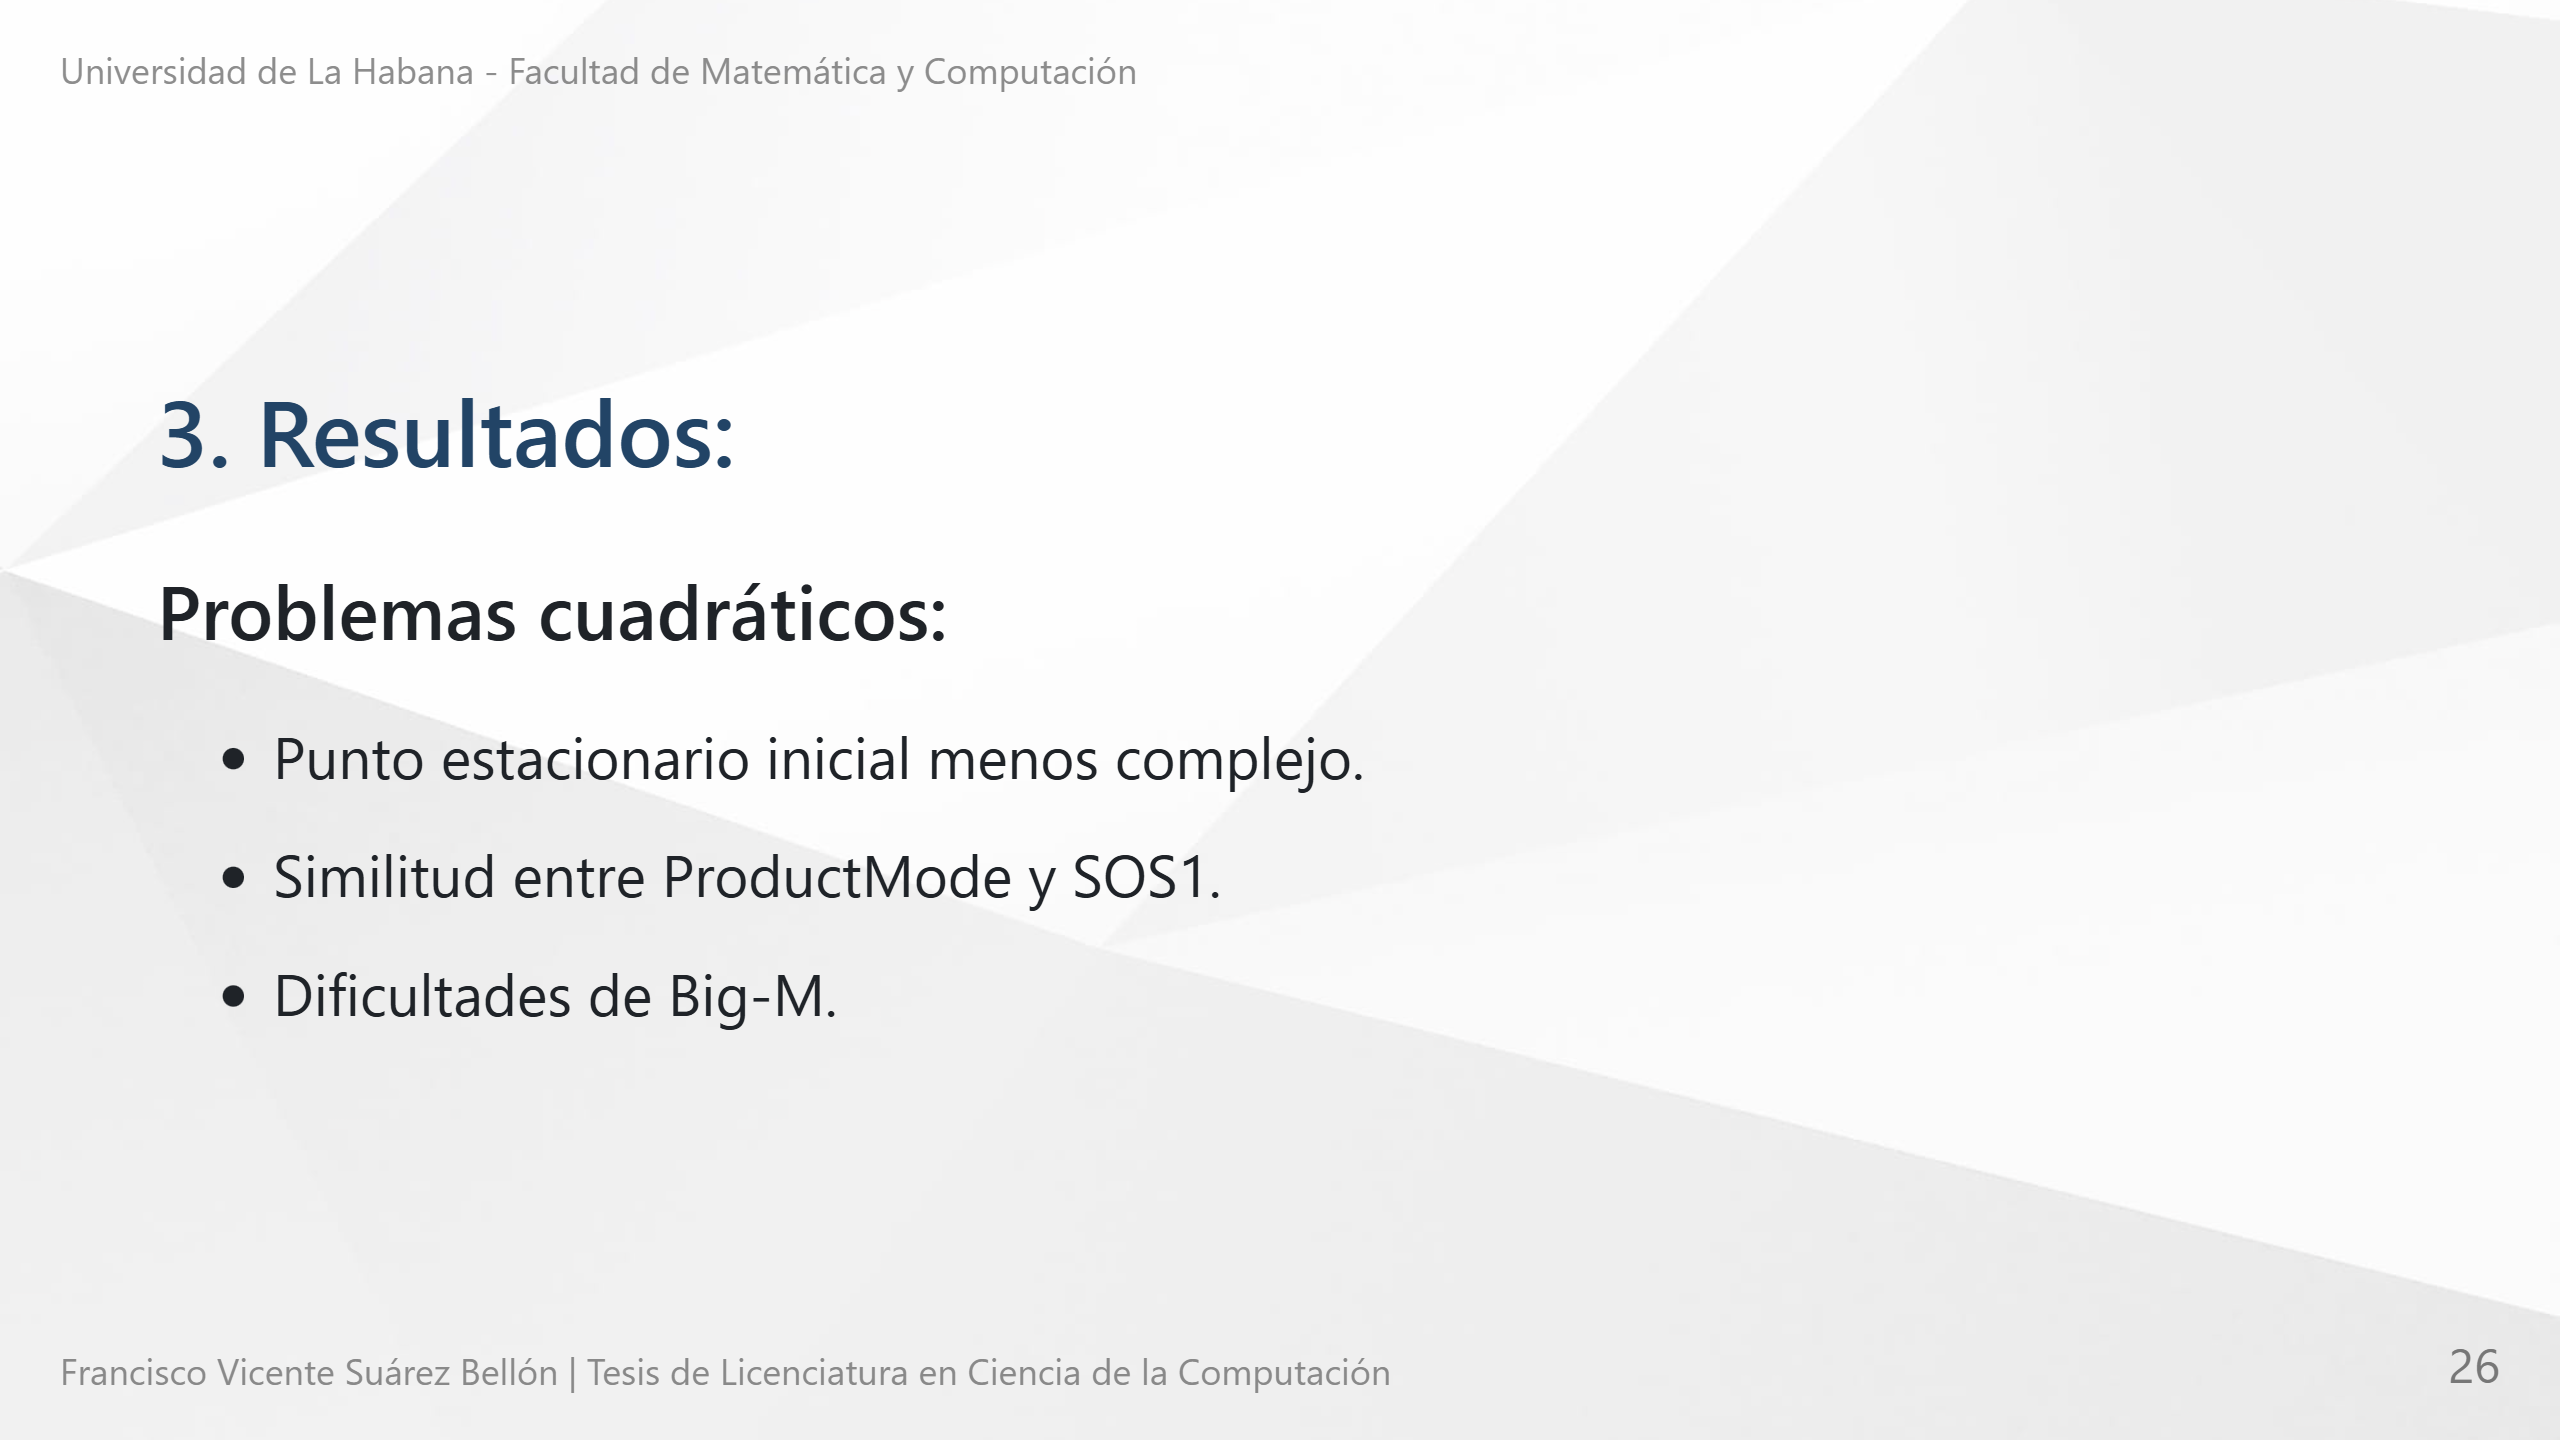 Universidad de La Habana - Facultad de Matemática y Computación
3. Resultados:
Problemas cuadráticos:
• Punto estacionario inicial menos complejo.
• Similitud entre ProductMode y SOS1.
• Dificultades de Big-M.
Francisco Vicente Suárez Bellón | Tesis de Licenciatura en Ciencia de la Computación
26